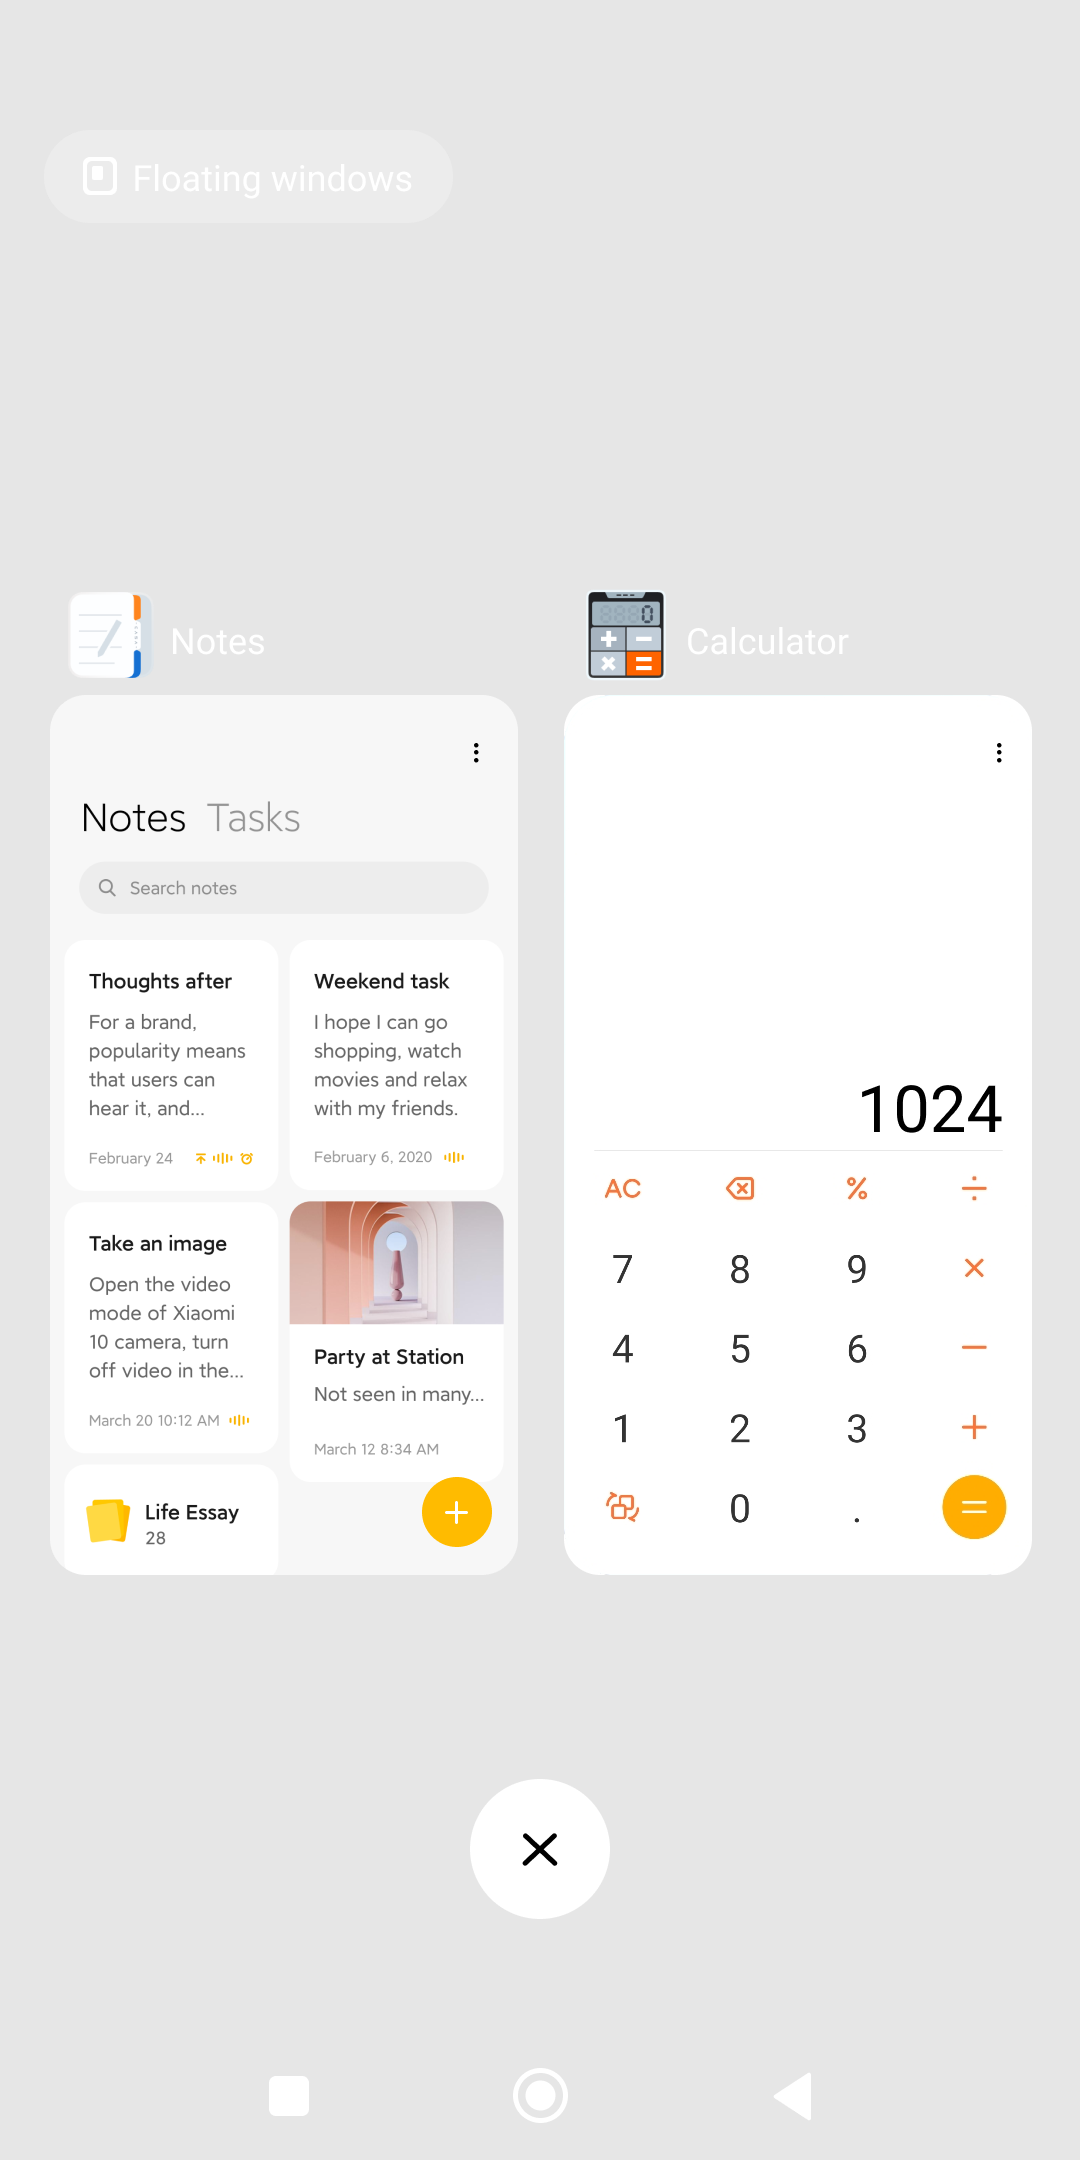 Floating windows
Notes
Calculator
Notes Tasks
Search notes
Thoughts after
For a brand,
popularity means
that users can
hear it, and...
February 24
Weekend task
I hope I can go
shopping, watch
movies and relax
with my friends.
February 6, 2020
Take an image
Open the video
mode of Xiaomi
10 camera, turn
off video in the...
March 20 10:12 AM
Party at Station
Not seen in many...
March 12 8:34 AM
Life Essay
28
1024
AC % ÷
7 8 9 ×
4 5 6 −
1 2 3 +
0 . =